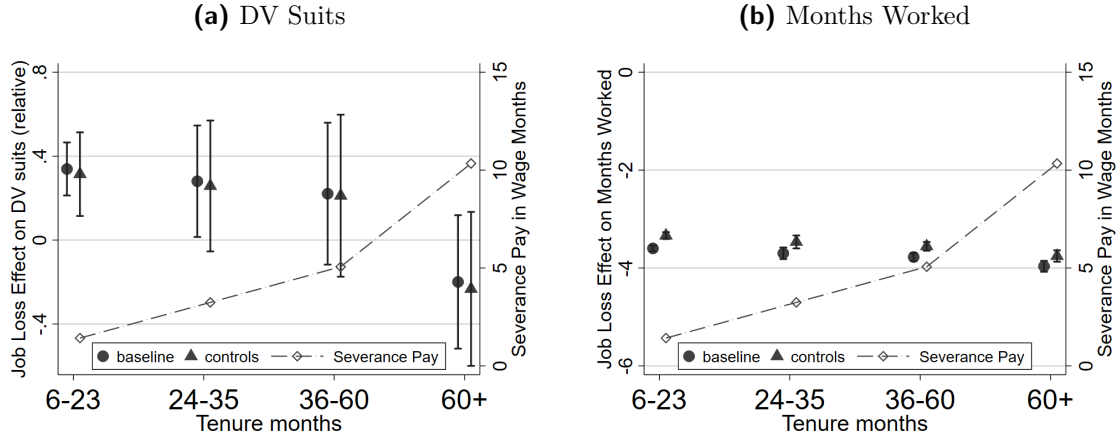 (a) DV Suits
Job Loss Effect on DV suits (relative)
.8
.4
0
-.4
15
10
5
0
Severance Pay in Wage Months
baseline controls Severance Pay
6-23 24-35 36-60 60+
Tenure months
(b) Months Worked
Job Loss Effect on Months Worked
0
-2
-4
-6
15
10
5
0
Severance Pay in Wage Months
baseline controls Severance Pay
6-23 24-35 36-60 60+
Tenure months